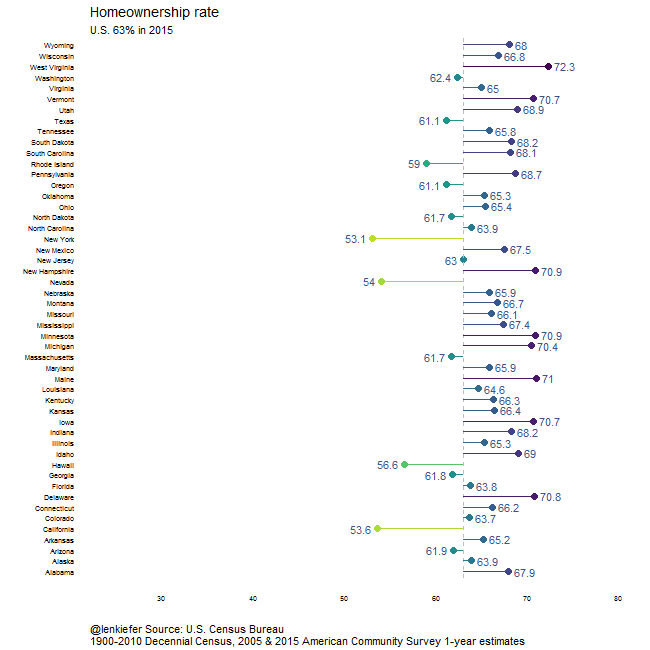 Homeownership rate
U.S. 63% in 2015
Wyoming 68
Wisconsin 66.8
West Virginia 72.3
Washington 62.4
Virginia 65
Vermont 70.7
Utah 68.9
Texas 61.1
Tennessee 65.8
South Dakota 68.2
South Carolina 68.1
Rhode Island 59
Pennsylvania 68.7
Oregon 61.1
Oklahoma 65.3
Ohio 65.4
North Dakota 61.7
North Carolina 63.9
New York 53.1
New Mexico 67.5
New Jersey 63
New Hampshire 70.9
Nevada 54
Nebraska 65.9
Montana 66.7
Missouri 66.1
Mississippi 67.4
Minnesota 70.9
Michigan 70.4
Massachusetts 61.7
Maryland 65.9
Maine 71
Louisiana 64.6
Kentucky 66.3
Kansas 66.4
Iowa 70.7
Indiana 68.2
Illinois 65.3
Idaho 69
Hawaii 56.6
Georgia 61.8
Florida 63.8
Delaware 70.8
Connecticut 66.2
Colorado 63.7
California 53.6
Arkansas 65.2
Arizona 61.9
Alaska 63.9
Alabama 67.9
30 40 50 60 70 80
@lenkiefer Source: U.S. Census Bureau
1900-2010 Decennial Census, 2005 & 2015 American Community Survey 1-year estimates